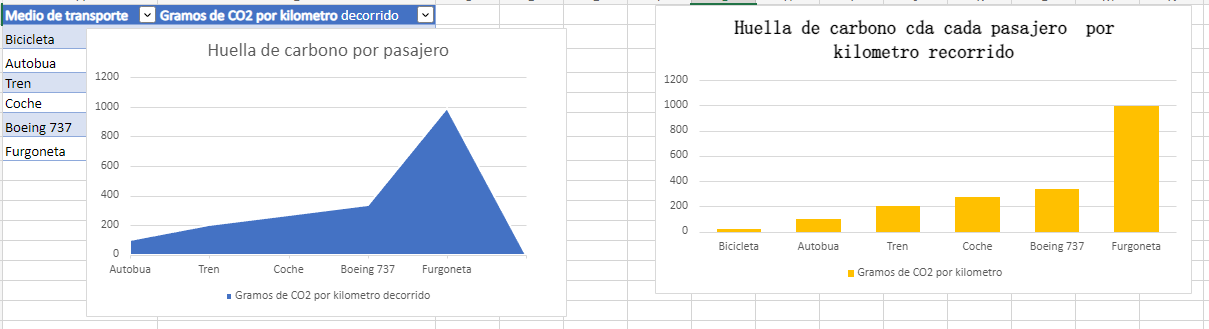 Medio de transporte
Gramos de CO2 por kilometro decorrido
Bicicleta
Autobua
Tren
Coche
Boeing 737
Furgoneta
Huella de carbono por pasajero
1200
1000
800
600
400
200
0
Autobua
Tren
Coche
Boeing 737
Furgoneta
Gramos de CO2 por kilometro decorrido
Huella de carbono cda cada pasajero por
kilometro recorrido
1200
1000
800
600
400
200
0
Bicicleta
Autobua
Tren
Coche
Boeing 737
Furgoneta
Gramos de CO2 por kilometro